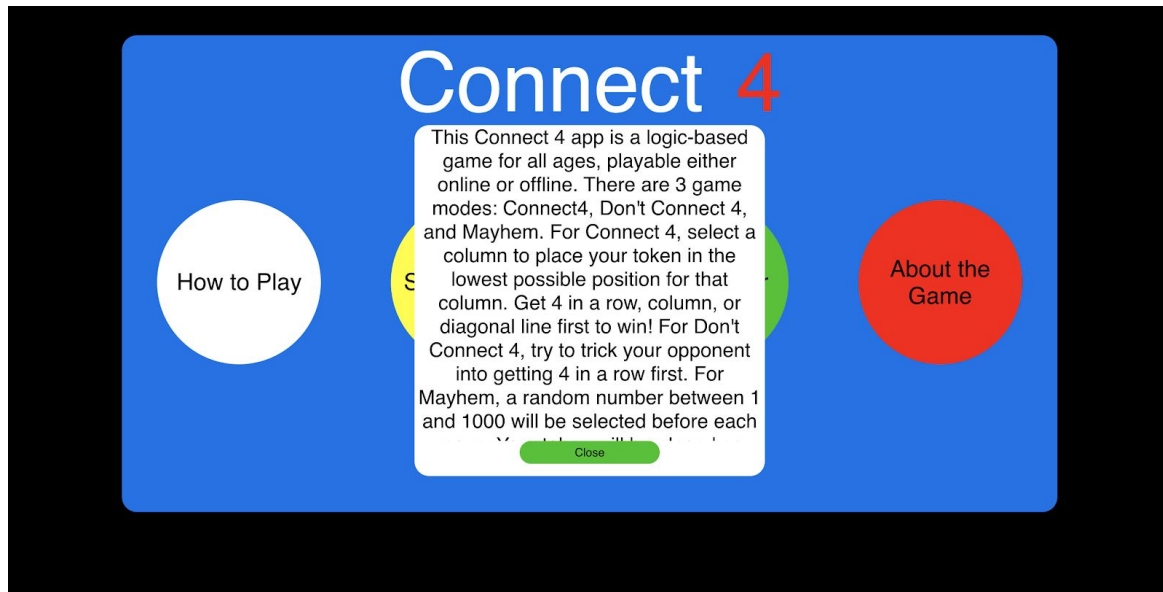 Connect 4
This Connect 4 app is a logic-based
game for all ages, playable either
online or offline. There are 3 game
modes: Connect4, Don't Connect 4,
and Mayhem. For Connect 4, select a
column to place your token in the
lowest possible position for that
column. Get 4 in a row, column, or
diagonal line first to win! For Don't
Connect 4, try to trick your opponent
into getting 4 in a row first. For
Mayhem, a random number between 1
and 1000 will be selected before each
Close
How to Play
About the
Game